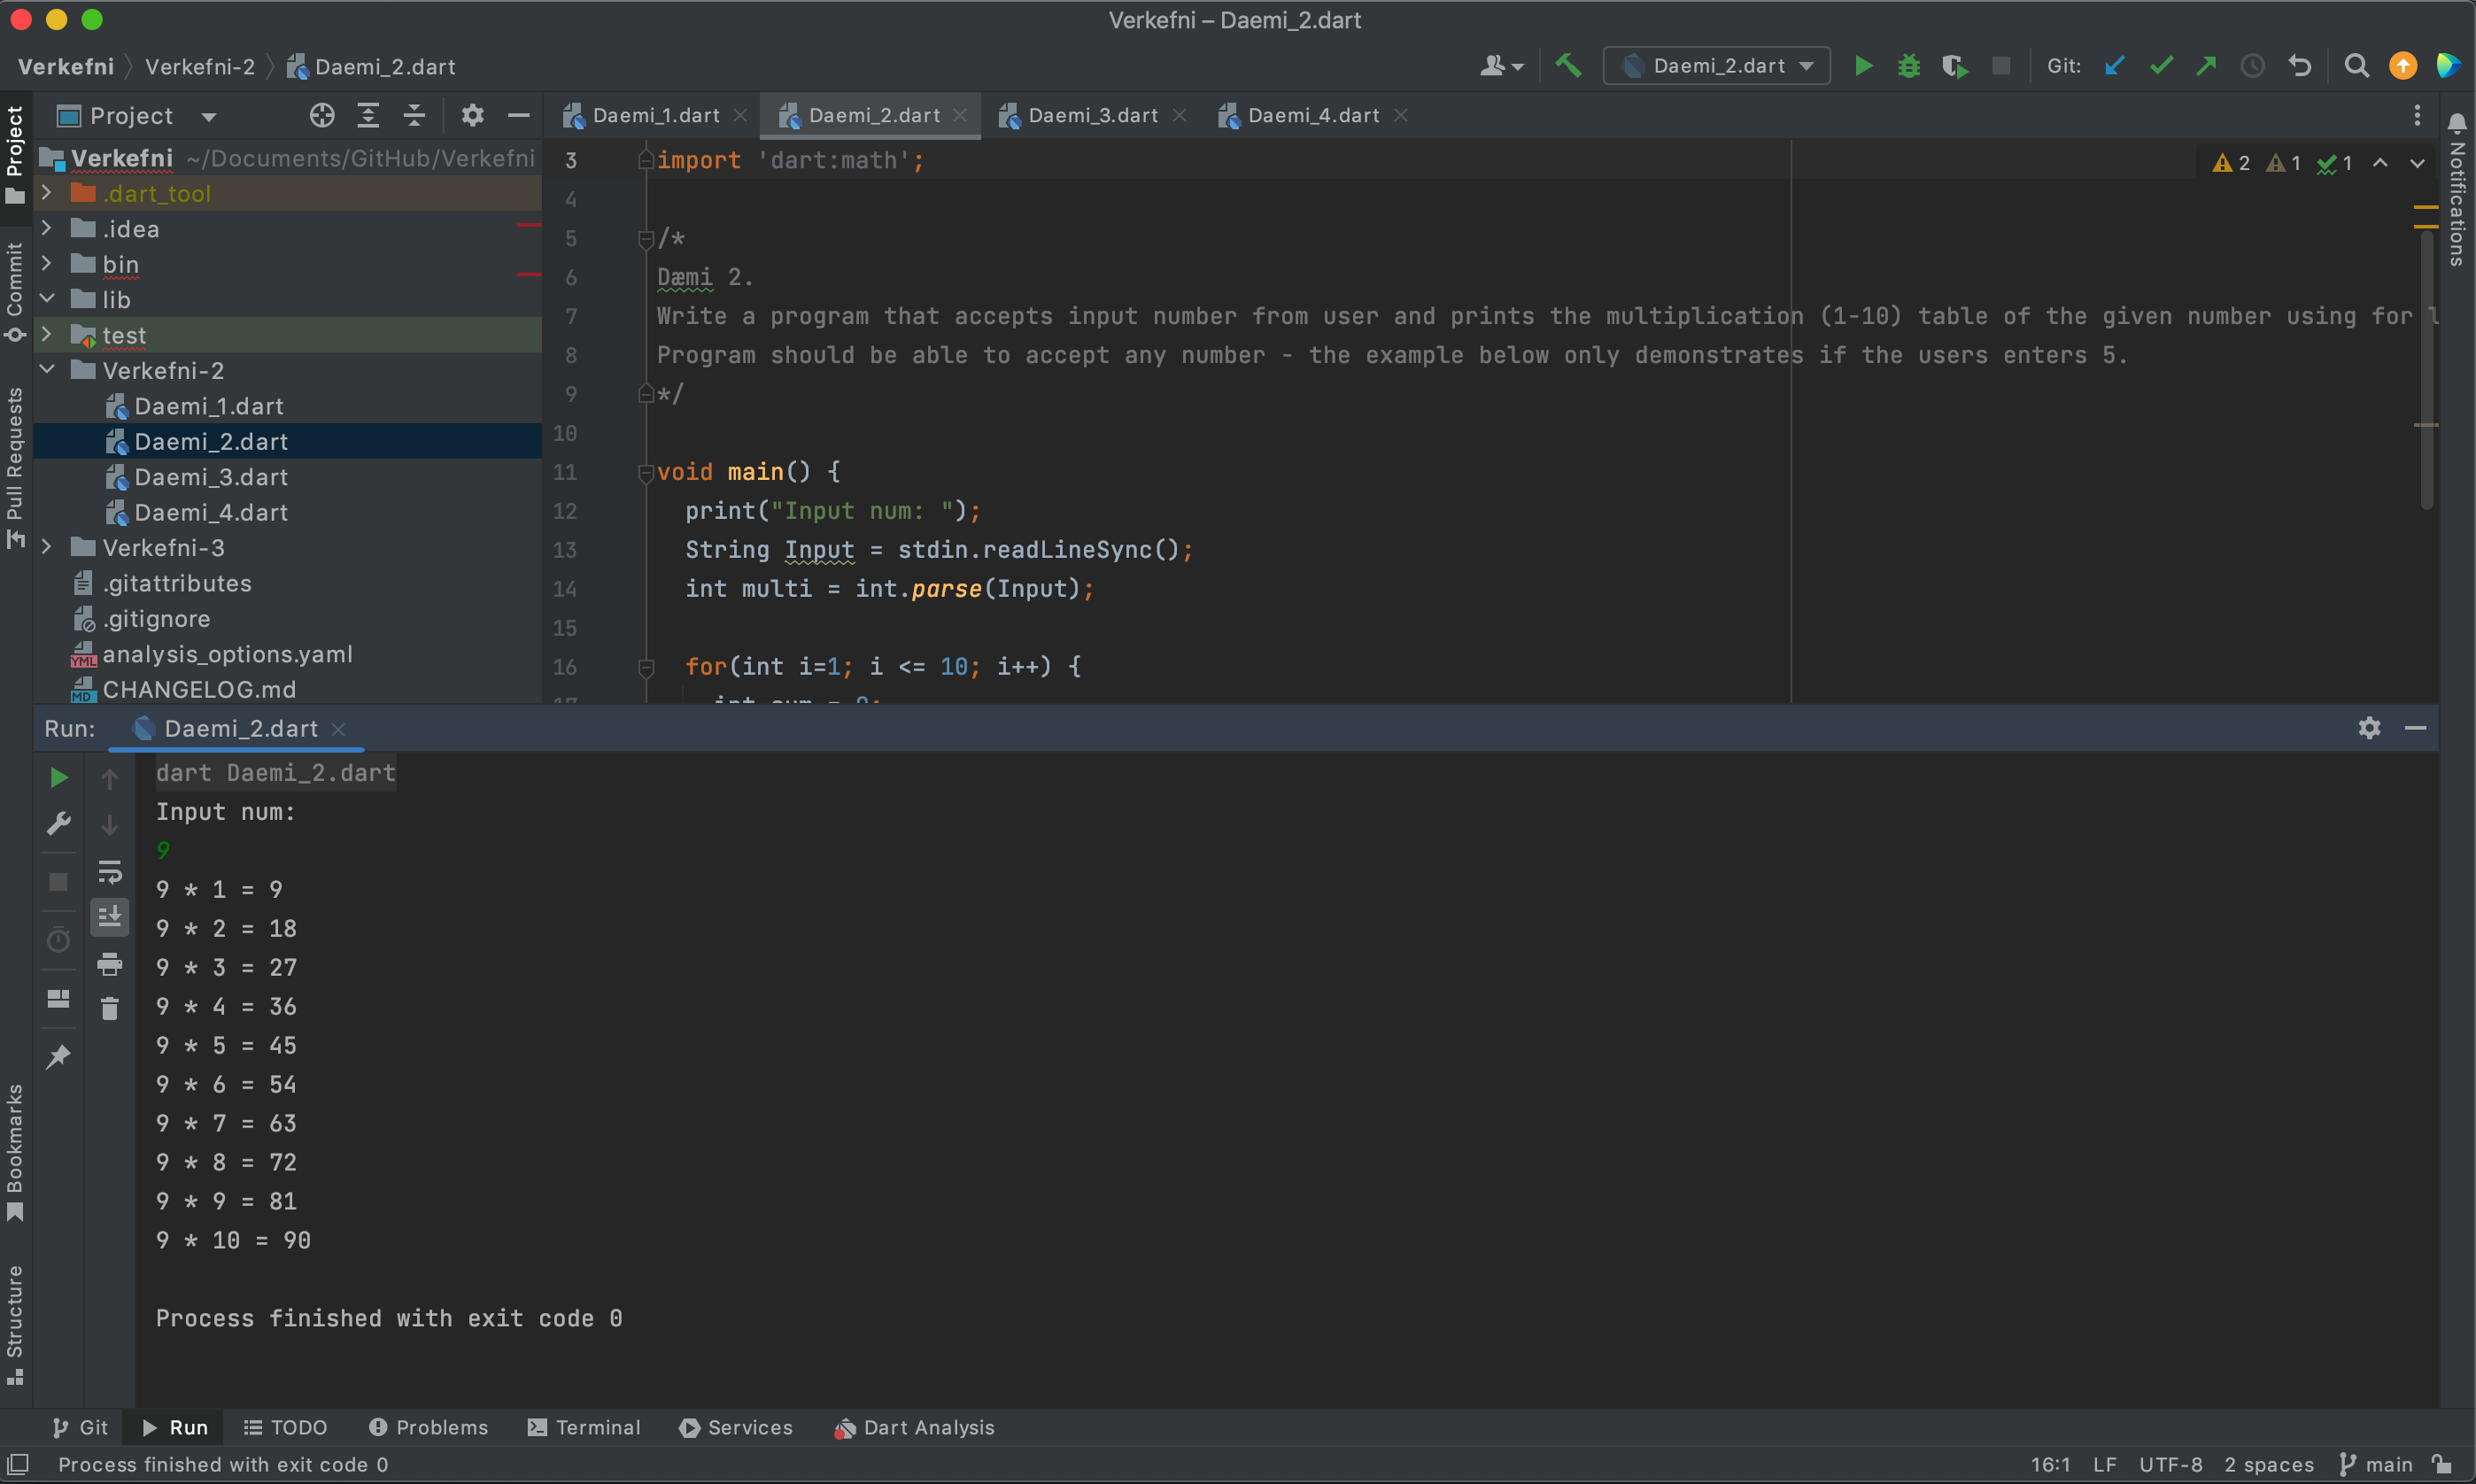 Verkefni – Daemi_2.dart
Verkefni Verkefni-2 Daemi_2.dart
Daemi_2.dart
Git:
Project
Daemi_1.dart Daemi_2.dart Daemi_3.dart Daemi_4.dart
Project
Commit
Pull Requests
Bookmarks
Structure
Notifications
Verkefni ~/Documents/GitHub/Verkefni
.dart_tool
.idea
bin
lib
test
Verkefni-2
Daemi_1.dart
Daemi_2.dart
Daemi_3.dart
Daemi_4.dart
Verkefni-3
.gitattributes
.gitignore
analysis_options.yaml
CHANGELOG.md
2 1 1
3 import 'dart:math';
4
5 /*
6 Dæmi 2.
7 Write a program that accepts input number from user and prints the multiplication (1-10) table of the given number using for
8 Program should be able to accept any number - the example below only demonstrates if the users enters 5.
9 */
10
11 void main() {
12 print("Input num: ");
13 String Input = stdin.readLineSync();
14 int multi = int.parse(Input);
15
16 for(int i=1; i <= 10; i++) {
Run: Daemi_2.dart
dart Daemi_2.dart
Input num:
9
9 * 1 = 9
9 * 2 = 18
9 * 3 = 27
9 * 4 = 36
9 * 5 = 45
9 * 6 = 54
9 * 7 = 63
9 * 8 = 72
9 * 9 = 81
9 * 10 = 90
Process finished with exit code 0
Git Run TODO Problems Terminal Services Dart Analysis
Process finished with exit code 0
16:1 LF UTF-8 2 spaces main